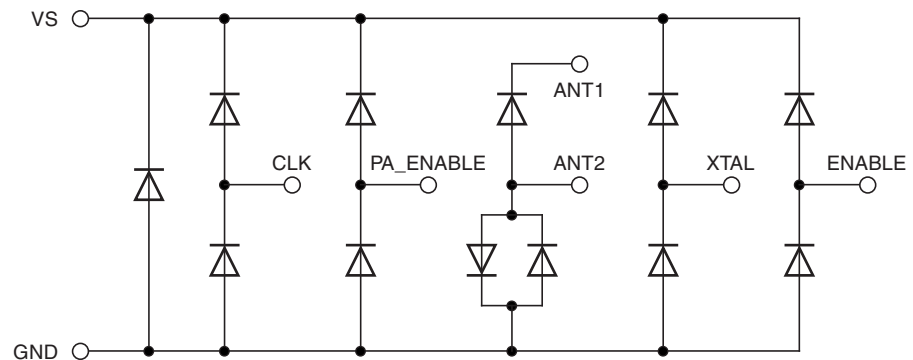 VS
ANT1
CLK
PA_ENABLE
ANT2
XTAL
ENABLE
GND